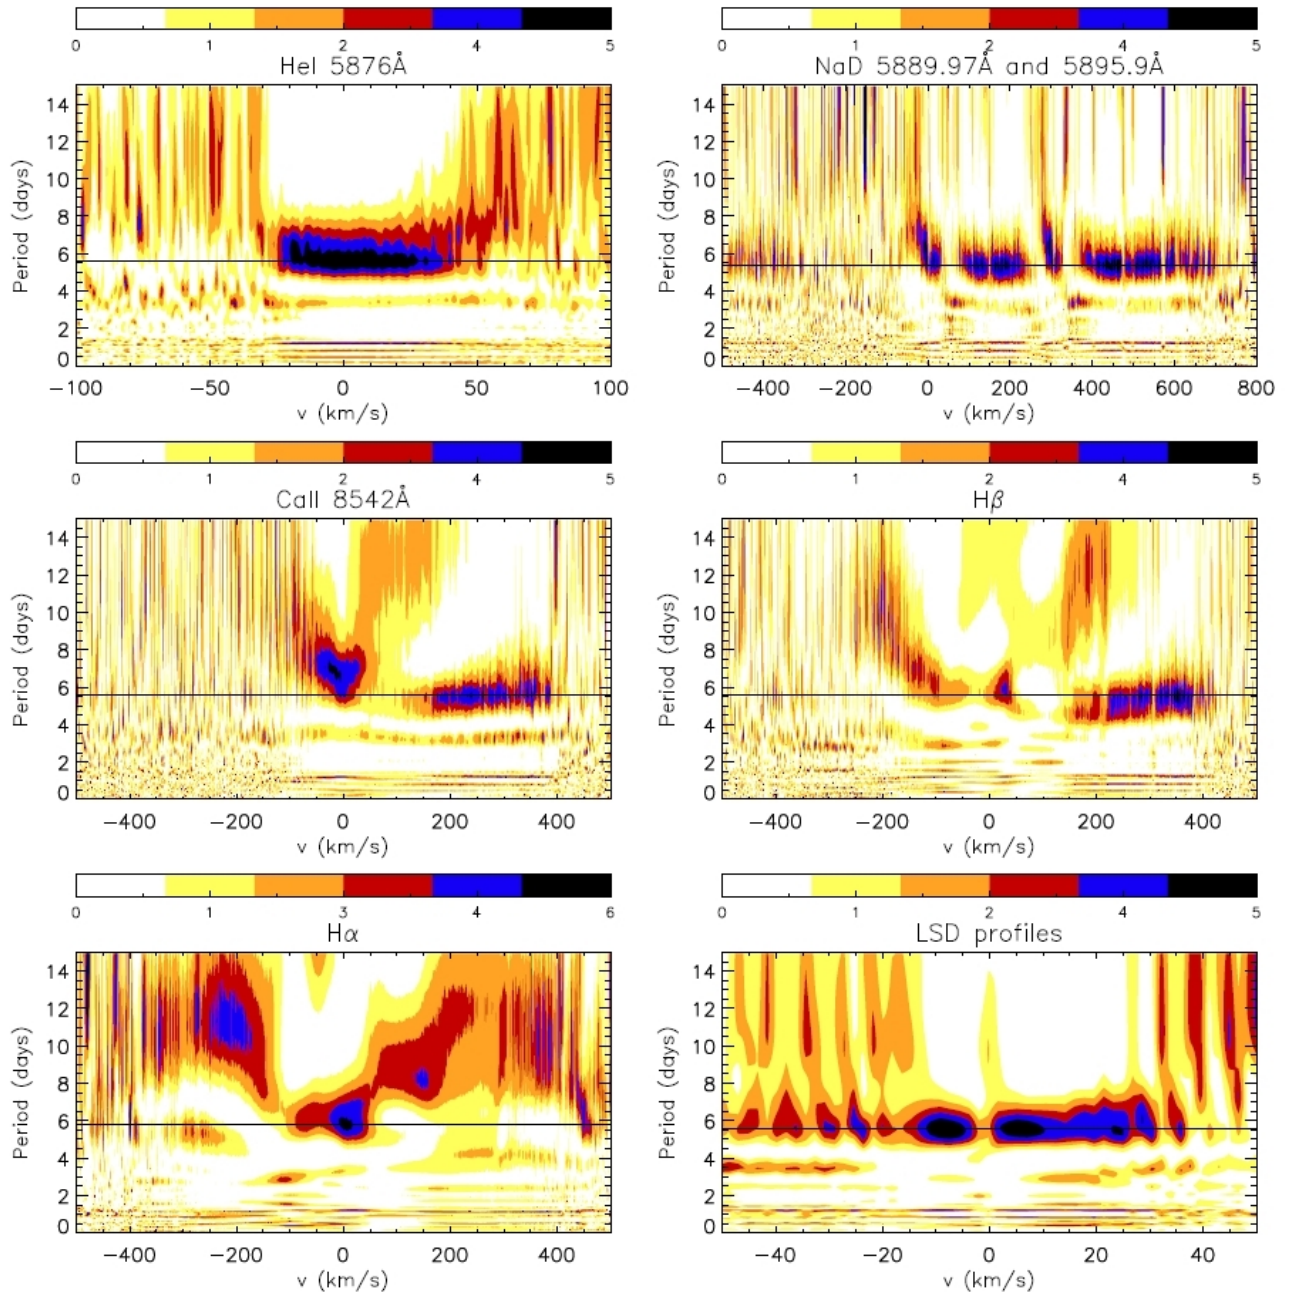 0 1 2 4 5
HeI 5876Å
Period (days)
14
12
10
8
6
4
2
0
−100 −50 0 50 100
v (km/s)
0 1 2 4 5
NaD 5889.97Å and 5895.9Å
Period (days)
14
12
10
8
6
4
2
0
−400 −200 0 200 400 600 800
v (km/s)
0 1 2 4 5
CaII 8542Å
Period (days)
14
12
10
8
6
4
2
0
−400 −200 0 200 400
v (km/s)
0 1 2 4 5
Hβ
Period (days)
14
12
10
8
6
4
2
0
−400 −200 0 200 400
v (km/s)
0 1 3 4 6
Hα
Period (days)
14
12
10
8
6
4
2
0
−400 −200 0 200 400
v (km/s)
0 1 2 4 5
LSD profiles
Period (days)
14
12
10
8
6
4
2
0
−40 −20 0 20 40
v (km/s)